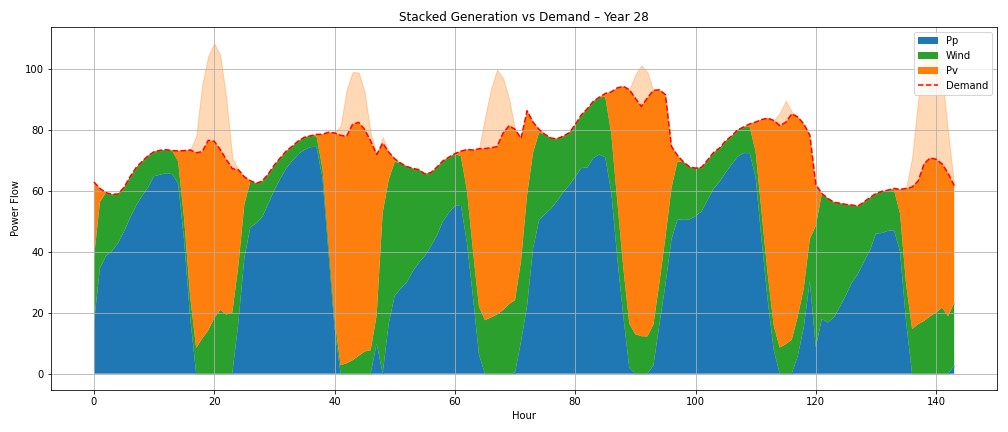 Stacked Generation vs Demand – Year 28
Power Flow
100
80
60
40
20
0
Pp
Wind
Pv
Demand
0
20
40
60
80
100
120
140
Hour